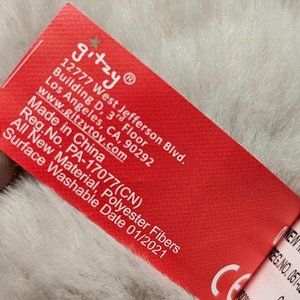 gitzy®
12777 West Jefferson Blvd.
Building D, 3rd Floor
Los Angeles, CA, 90292
www.gitzytoy.com
Made in China
Reg.No. PA-17077(CN)
All New Material Polyester Fibers
Surface Washable Date 01/2021
CE